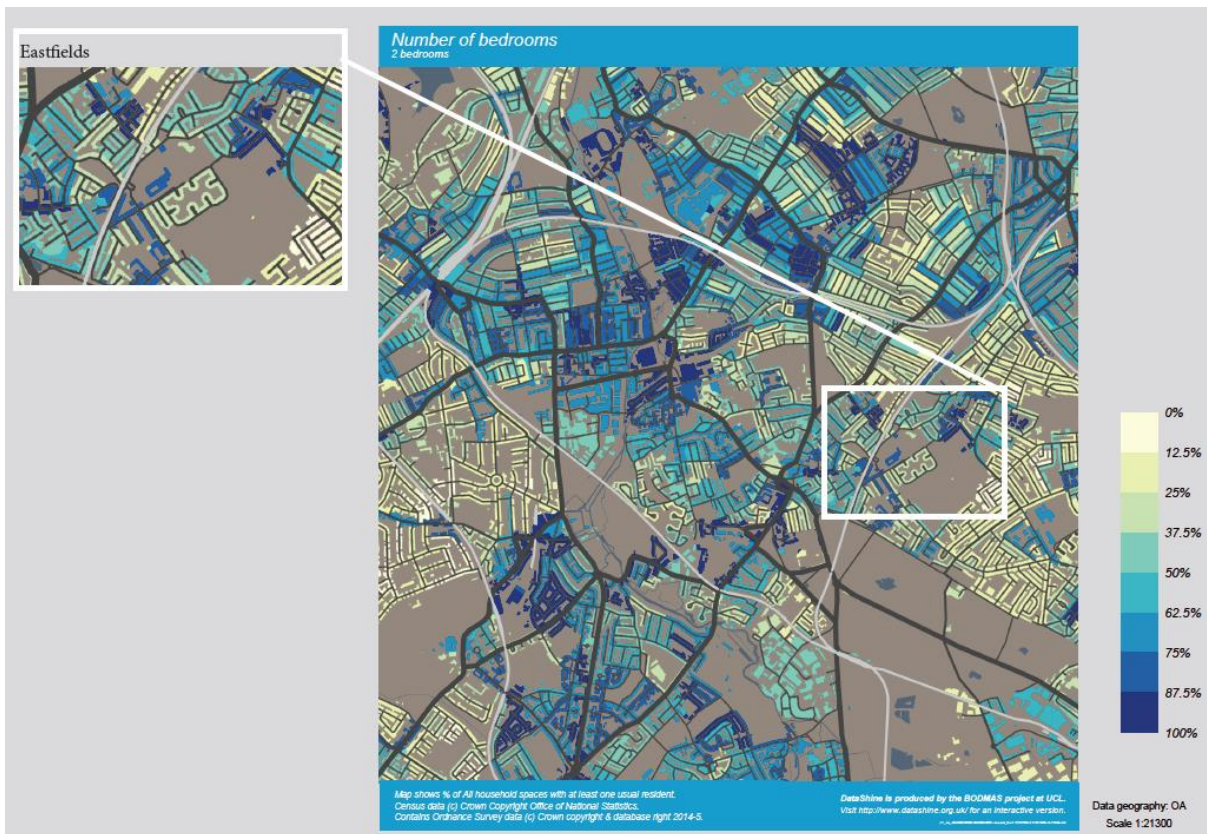 Eastfields
Number of bedrooms
2 bedrooms
0%
12.5%
25%
37.5%
50%
62.5%
75%
87.5%
100%
Map shows % of All household spaces with at least one usual resident.
Census data (c) Crown Copyright Office of National Statistics.
Contains Ordnance Survey data (c) Crown copyright & database right 2014-5.
DataShine is produced by the BODMAS project at UCL.
Visit http://www.datashine.org.uk/ for an interactive version.
Data geography: OA
Scale 1:21300